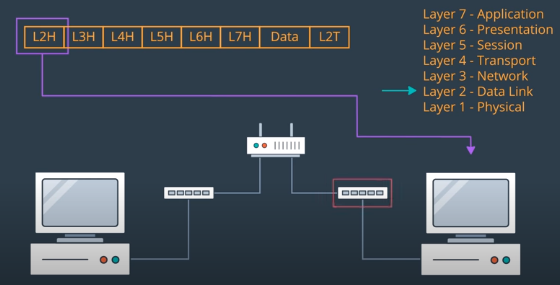 L2H L3H L4H L5H L6H L7H Data L2T
Layer 7 - Application
Layer 6 - Presentation
Layer 5 - Session
Layer 4 - Transport
Layer 3 - Network
Layer 2 - Data Link
Layer 1 - Physical